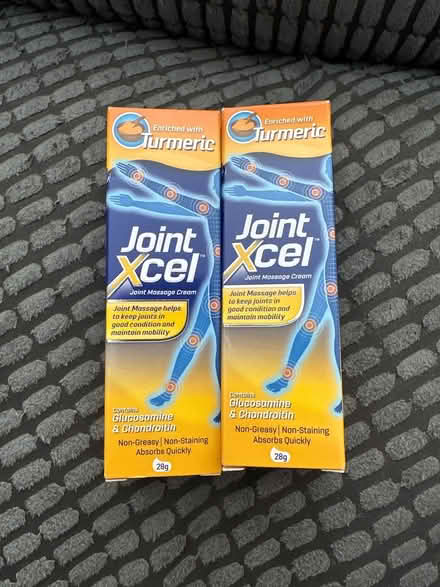 Enriched with
Turmeric
Joint
Xcel™
Joint Massage Cream
Joint Massage helps
to keep joints in
good condition and
maintain mobility
Contains
Glucosamine
& Chondroitin
Non-Greasy | Non-Staining
Absorbs Quickly
28g
Enriched with
Turmeric
Joint
Xcel™
Joint Massage Cream
Joint Massage helps
to keep joints in
good condition and
maintain mobility
Contains
Glucosamine
& Chondroitin
Non-Greasy | Non-Staining
Absorbs Quickly
28g